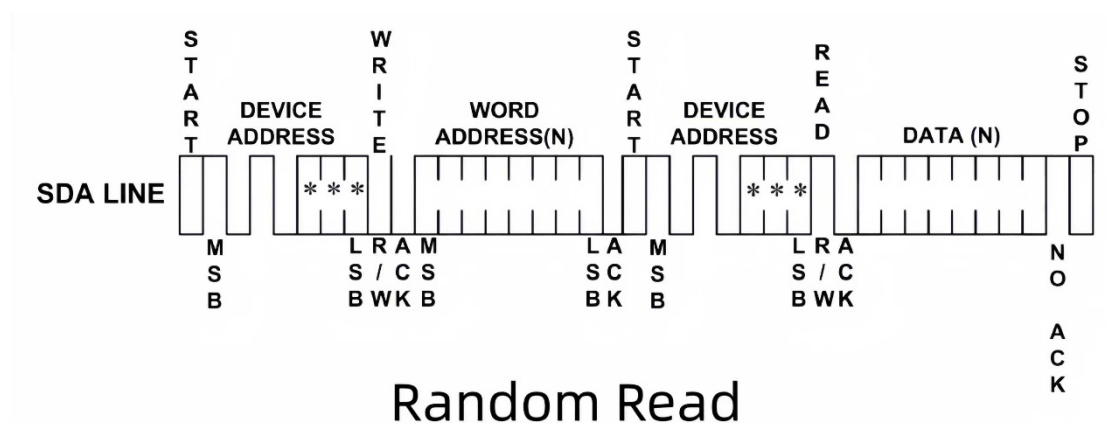 START
WRITE
START
READ
STOP
DEVICE
ADDRESS
WORD
ADDRESS(N)
DEVICE
ADDRESS
DATA (N)
SDA LINE
* * *
* * *
MSB
LSB
R/W
ACK
MSB
LSB
ACK
MSB
LSB
R/W
ACK
NO ACK
Random Read